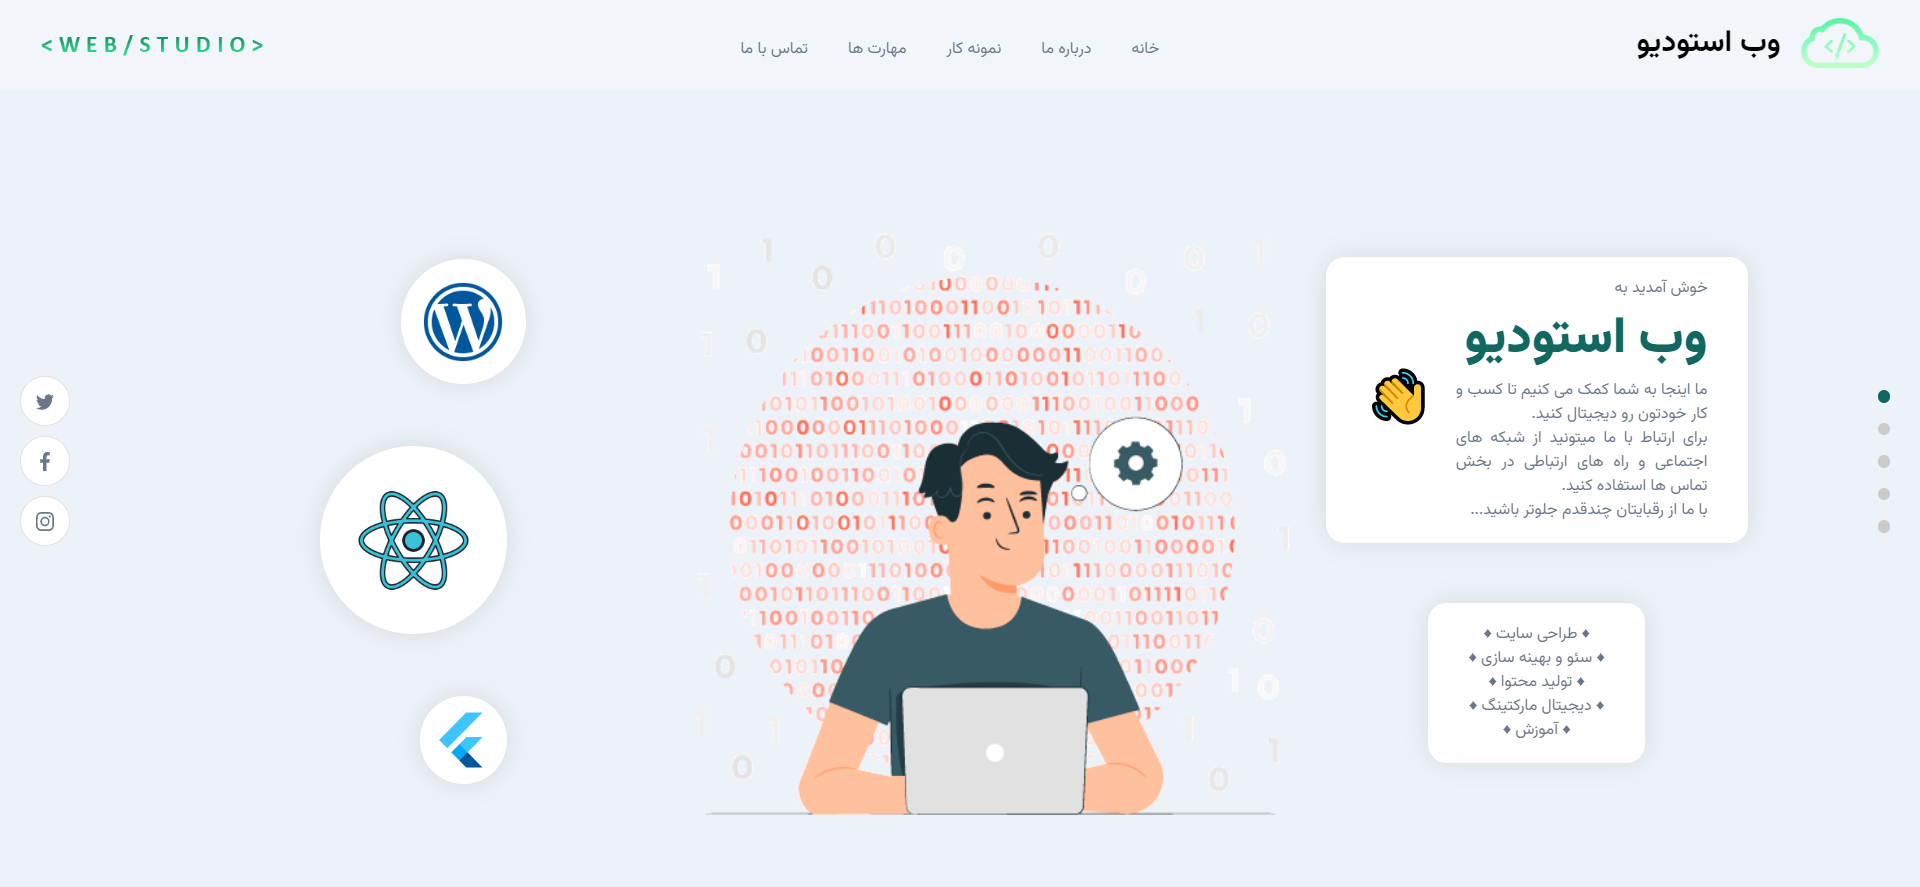 وب استودیو
خانه
درباره ما
نمونه کار
مهارت ها
تماس با ما
<WEB/STUDIO>
خوش آمدید به
وب استودیو
ما اینجا به شما کمک می کنیم تا کسب و
کار خودتون رو دیجیتال کنید.
برای ارتباط با ما میتونید از شبکه های
اجتماعی و راه های ارتباطی در بخش
تماس ها استفاده کنید.
با ما از رقبایتان چندقدم جلوتر باشید...
♦ طراحی سایت ♦
♦ سئو و بهینه سازی ♦
♦ تولید محتوا ♦
♦ دیجیتال مارکتینگ ♦
♦ آموزش ♦